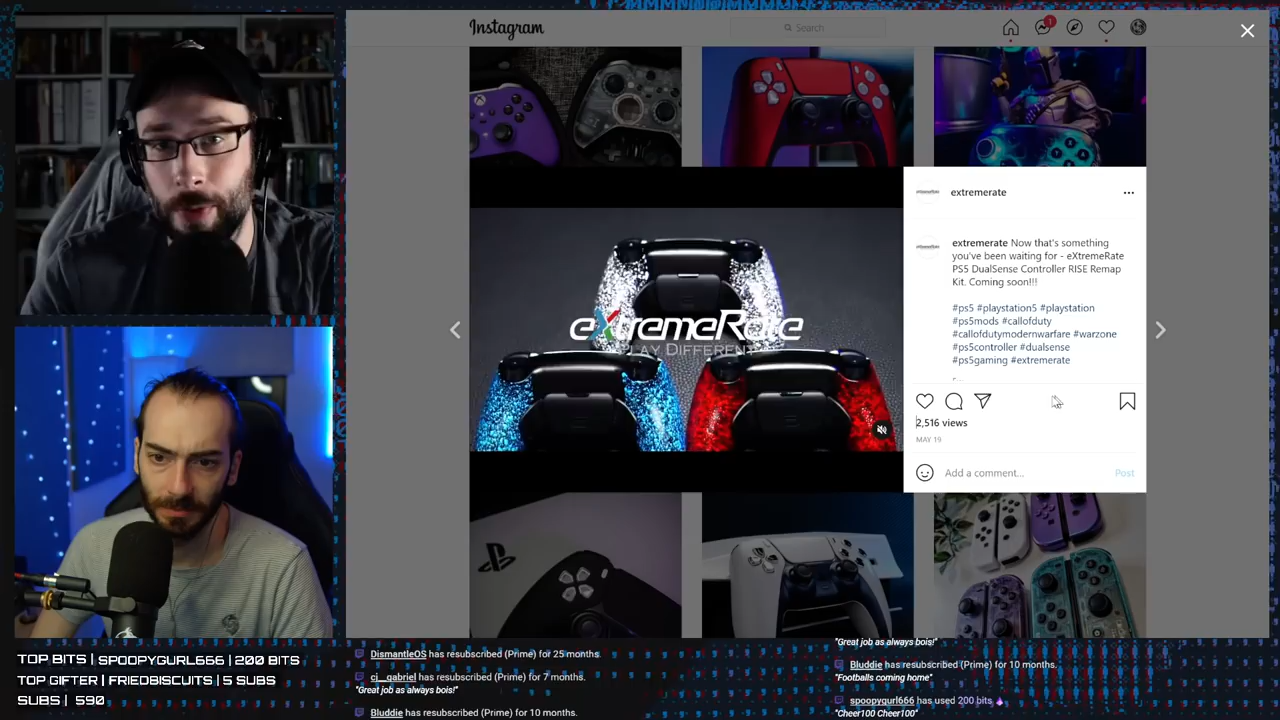 Instagram
Search
1
extremerate
extremerate Now that's something
you've been waiting for - eXtremeRate
PS5 DualSense Controller RISE Remap
Kit. Coming soon!!!
#ps5 #playstation5 #playstation
#ps5mods #callofduty
#callofdutymodernwarfare #warzone
#ps5controller #dualsense
#ps5gaming #extremerate
eXtremeRate
PLAY DIFFERENT
2,516 views
MAY 19
Add a comment...
Post
TOP BITS | SPOOPYGURL666 | 200 BITS
TOP GIFTER | FRIEDBISCUITS | 5 SUBS
SUBS | 590
DismantleOS has resubscribed (Prime) for 25 months.
cj__gabriel has resubscribed (Prime) for 7 months.
"Great job as always bois!"
Bluddie has resubscribed (Prime) for 10 months.
"Great job as always bois!"
Bluddie has resubscribed (Prime) for 10 months.
"Footballs coming home"
spoopygurl666 has used 200 bits
"Cheer100 Cheer100"